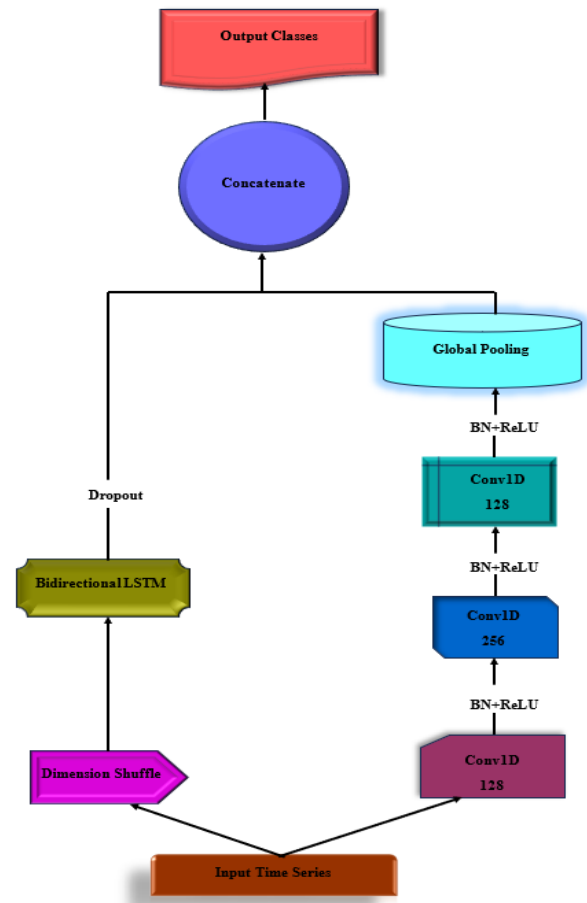 Output Classes
Concatenate
Global Pooling
BN+ReLU
Conv1D
128
Dropout
BN+ReLU
Bidirectional LSTM
Conv1D
256
BN+ReLU
Dimension Shuffle
Conv1D
128
Input Time Series